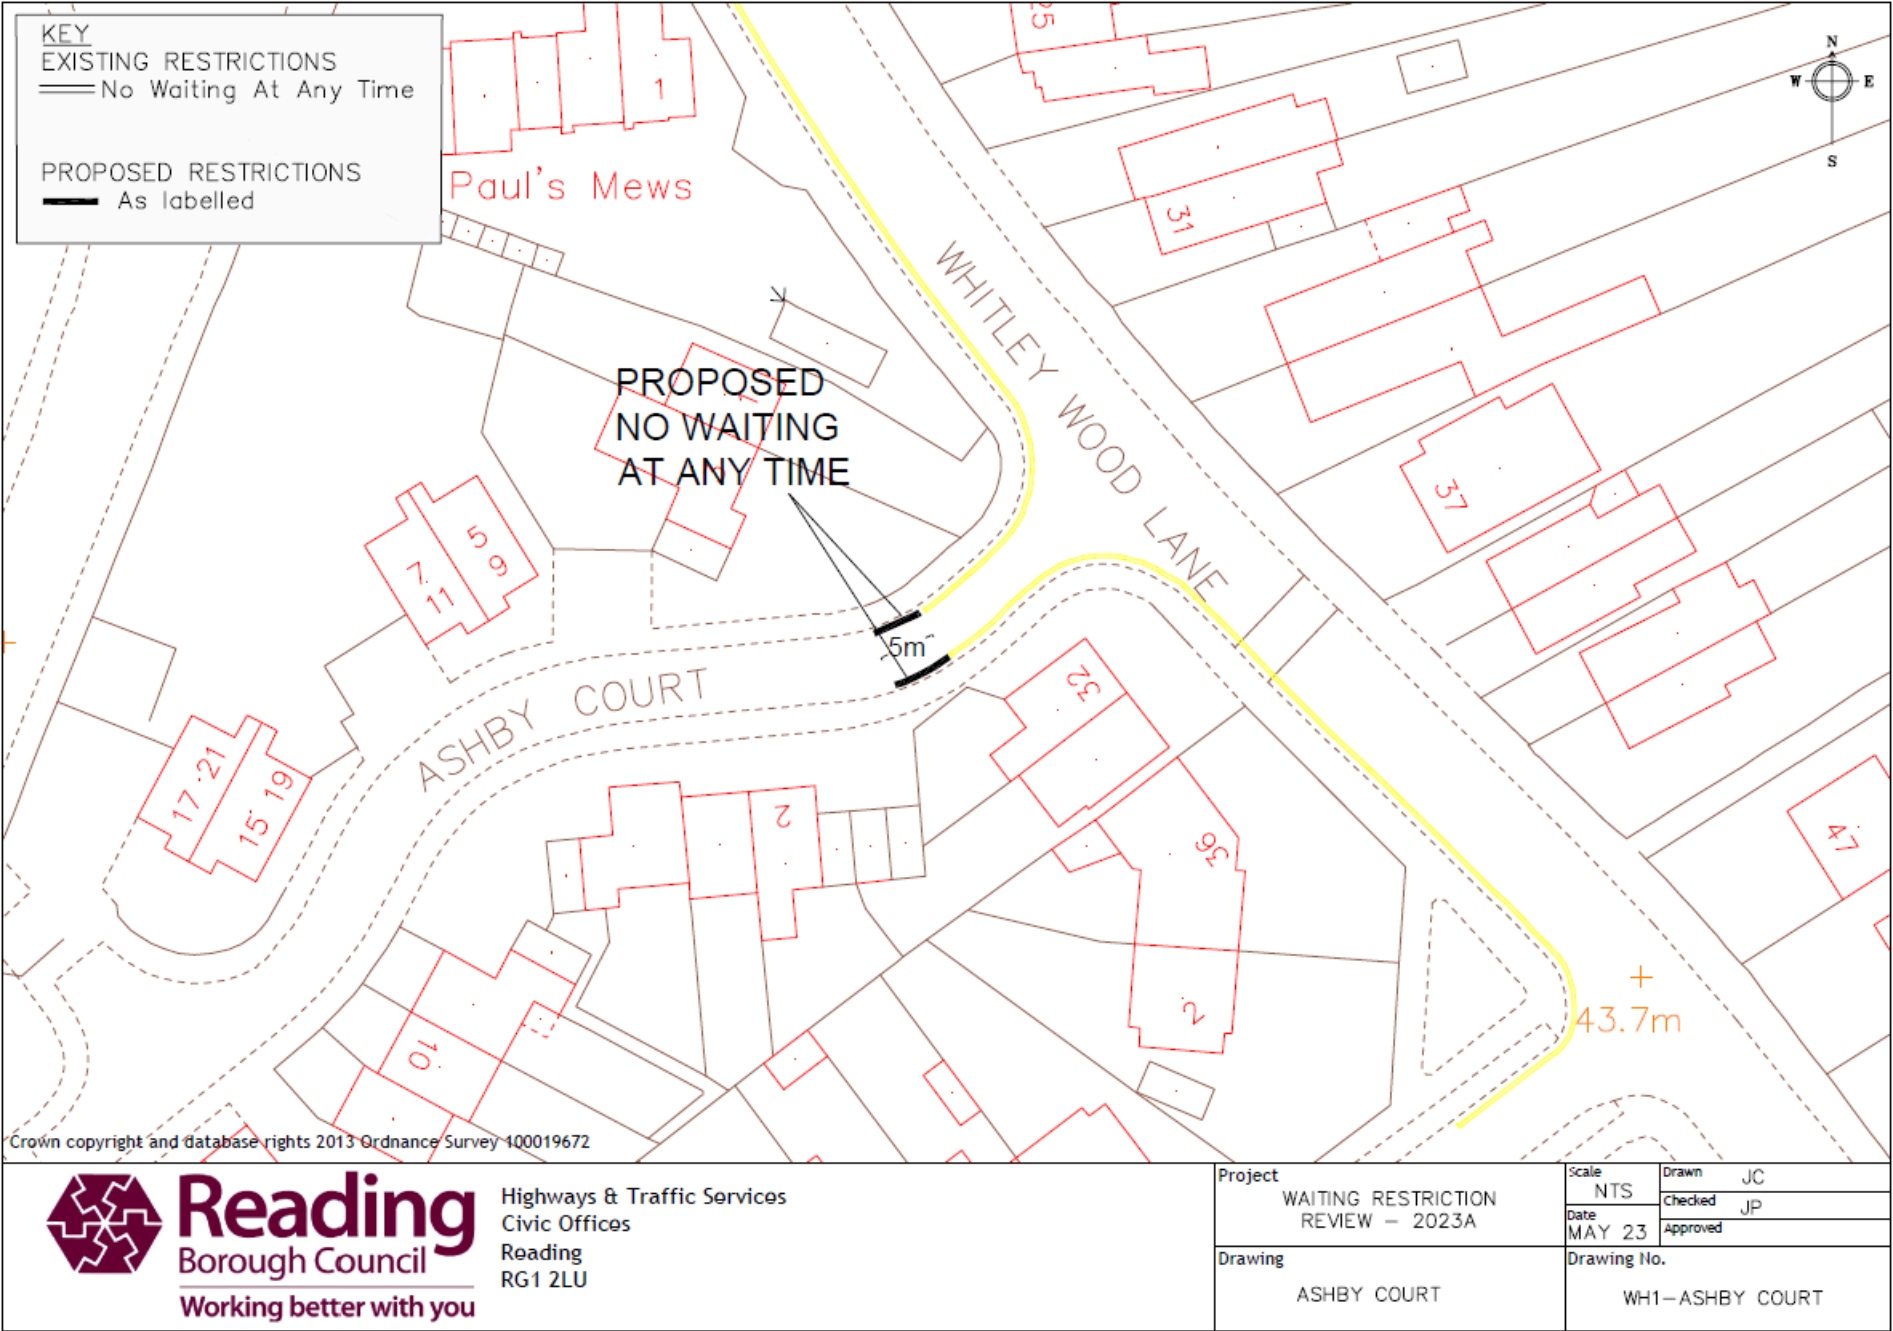 KEY
EXISTING RESTRICTIONS
No Waiting At Any Time
PROPOSED RESTRICTIONS
As labelled
25
1
Paul's Mews
N
W E
S
31
WHITLEY WOOD LANE
PROPOSED
NO WAITING
AT ANY TIME
37
5 9
7 11
5m
32
ASHBY COURT
17 21
15 19
2
36
47
2
43.7m
10
Crown copyright and database rights 2013 Ordnance Survey 100019672
Reading
Borough Council
Working better with you
Highways & Traffic Services
Civic Offices
Reading
RG1 2LU
Project
WAITING RESTRICTION
REVIEW - 2023A
Scale
NTS
Date
MAY 23
Drawn JC
Checked JP
Approved
Drawing
ASHBY COURT
Drawing No.
WH1-ASHBY COURT